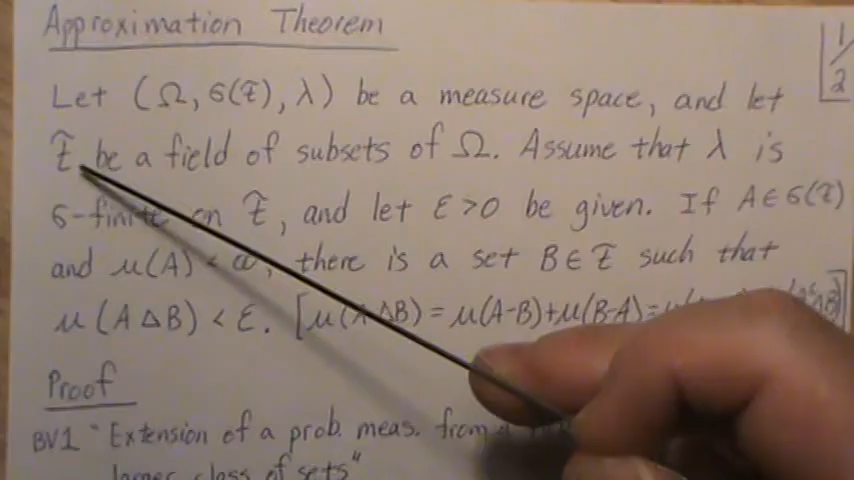 Approximation Theorem
1/2
Let (Ω, σ(Ƒ), λ) be a measure space, and let
Ƒ be a field of subsets of Ω. Assume that λ is
σ-finite on Ƒ, and let ε>0 be given. If A∈σ(Ƒ)
and μ(A) < ∞, there is a set B∈Ƒ such that
μ(A△B) < ε. [μ(A△B) = μ(A-B)+μ(B-A)=
Proof
BV1 "Extension of a prob. meas. from a
larger class of sets"